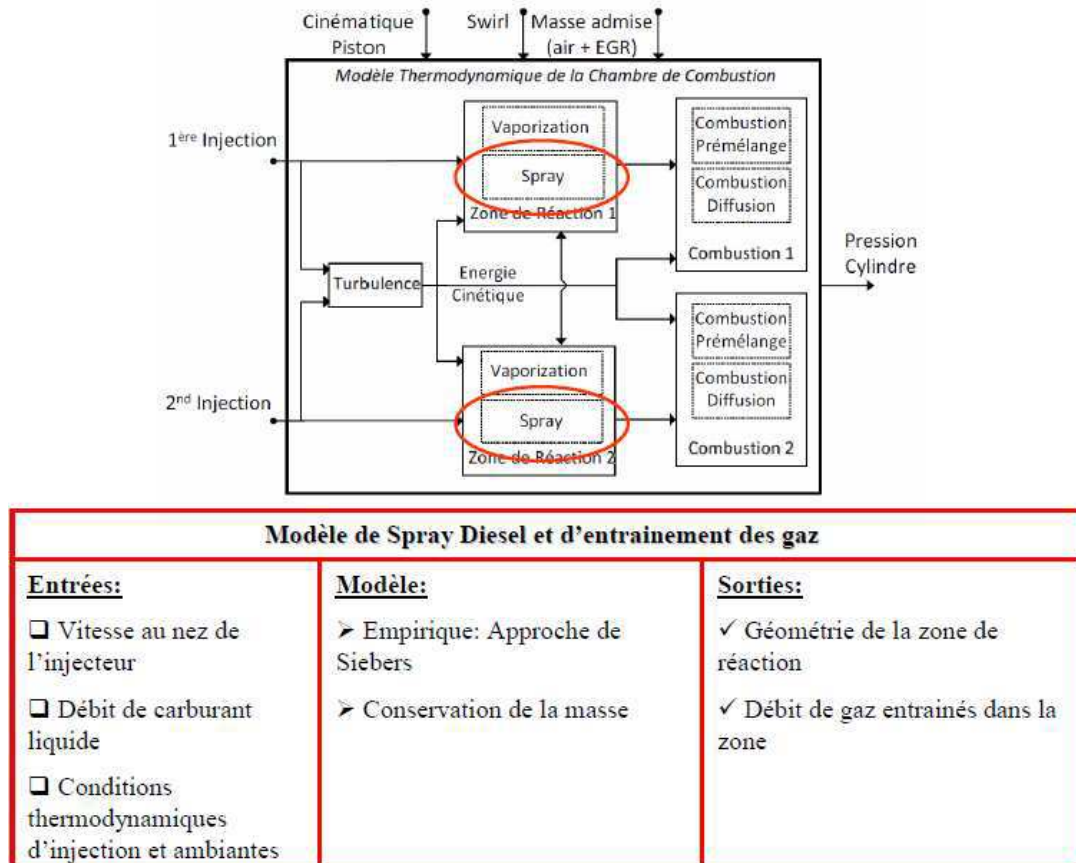 Cinématique
Piston
Swirl
Masse admise
(air + EGR)
Modèle Thermodynamique de la Chambre de Combustion
1ère Injection
Vaporization
Spray
Zone de Réaction 1
Combustion
Prémélange
Combustion
Diffusion
Combustion 1
Turbulence
Energie
Cinétique
Pression
Cylindre
2nd Injection
Vaporization
Spray
Zone de Réaction 2
Combustion
Prémélange
Combustion
Diffusion
Combustion 2
Modèle de Spray Diesel et d'entrainement des gaz
Entrées:
❑ Vitesse au nez de
l'injecteur
❑ Débit de carburant
liquide
❑ Conditions
thermodynamiques
d'injection et ambiantes
Modèle:
➢ Empirique: Approche de
Siebers
➢ Conservation de la masse
Sorties:
✓ Géométrie de la zone de
réaction
✓ Débit de gaz entrainés dans la
zone